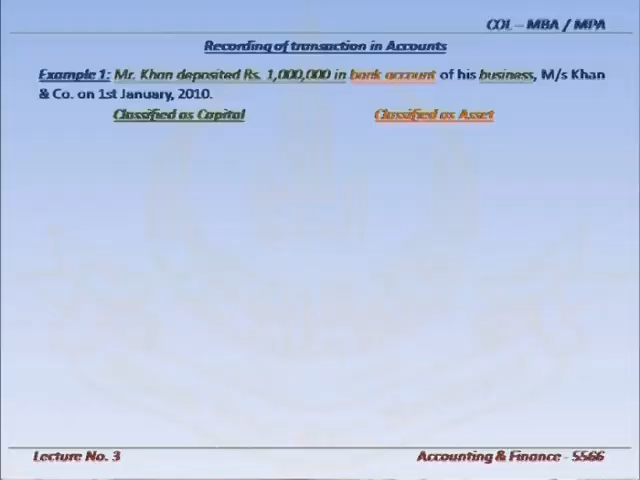 COL – MBA / MPA
Recording of transaction in Accounts
Example 1: Mr. Khan deposited Rs. 1,000,000 in bank account of his business, M/s Khan
& Co. on 1st January, 2010.
Classified as Capital Classified as Asset
Lecture No. 3 Accounting & Finance - 5566